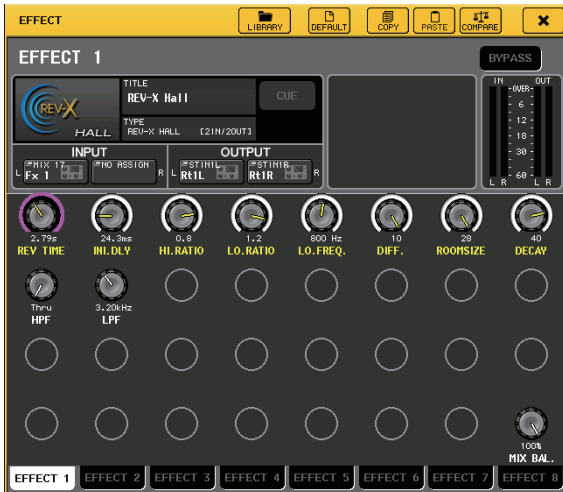 EFFECT
LIBRARY DEFAULT COPY PASTE COMPARE
EFFECT 1
BYPASS
REV-X
HALL
TITLE
REV-X Hall
CUE
TYPE
REV-X HALL [2IN/2OUT]
IN OUT
OVER
6
12
18
30
60
L R L R
INPUT OUTPUT
L MIX 17 NO ASSIGN R L STIN1L STIN1R R
Fx 1 Rt1L Rt1R
2.79s 24.3ms 0.8 1.2 800 Hz 10 28 40
REV TIME INI.DLY HI.RATIO LO.RATIO LO.FREQ. DIFF. ROOMSIZE DECAY
Thru 3.20kHz
HPF LPF
100%
MIX BAL.
EFFECT 1 EFFECT 2 EFFECT 3 EFFECT 4 EFFECT 5 EFFECT 6 EFFECT 7 EFFECT 8